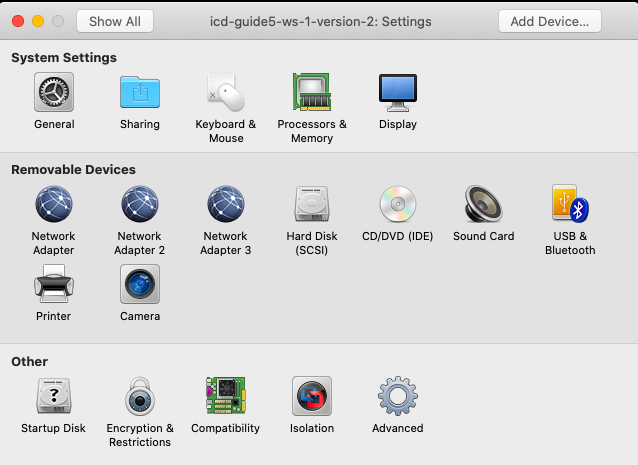 Show All
icd-guide5-ws-1-version-2: Settings
Add Device...
System Settings
General
Sharing
Keyboard &
Mouse
Processors &
Memory
Display
Removable Devices
Network
Adapter
Network
Adapter 2
Network
Adapter 3
Hard Disk
(SCSI)
CD/DVD (IDE)
Sound Card
USB &
Bluetooth
Printer
Camera
Other
?
Startup Disk
Encryption &
Restrictions
Compatibility
Isolation
Advanced